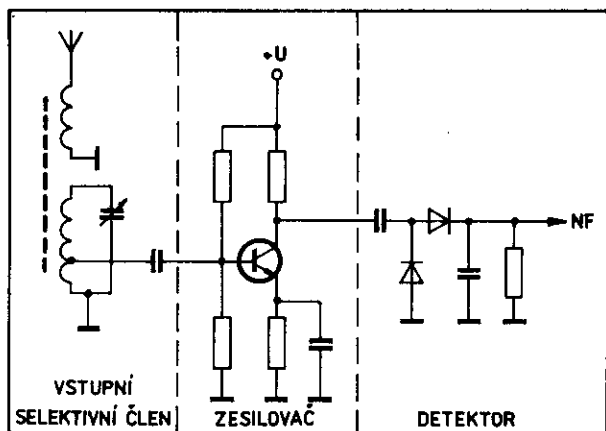 +U
NF
VSTUPNÍ
SELEKTIVNÍ ČLEN
ZESILOVAČ
DETEKTOR